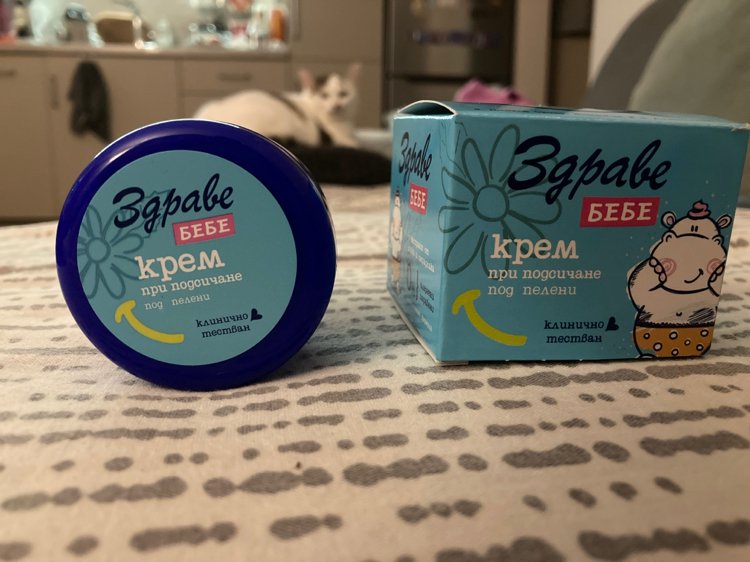 Здраве
БЕБЕ
крем
при подсичане
под пелени
клинично
тестван
Здраве
БЕБЕ
Здраве
БЕБЕ
крем
при подсичане
под пелени
клинично
тестван